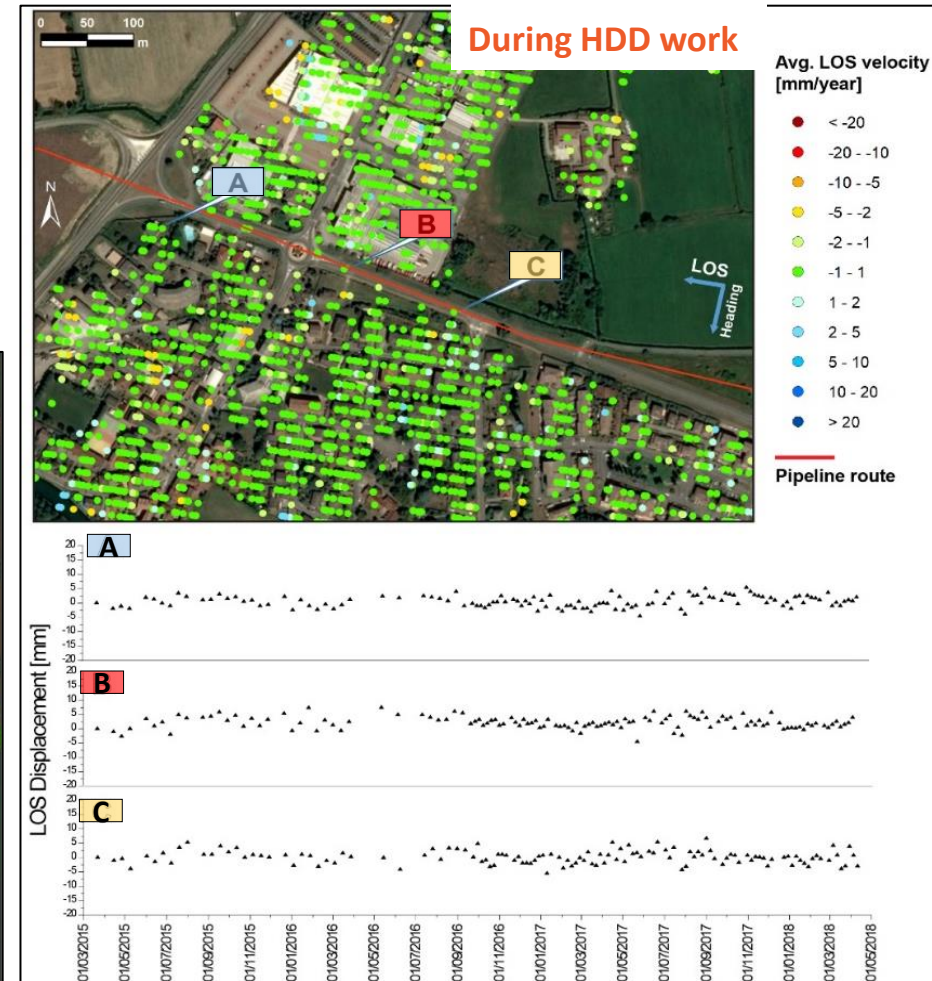 During HDD work
0 50 100
m
N
A
B
C
LOS
Heading
Avg. LOS velocity
[mm/year]
< -20
-20 - -10
-10 - -5
-5 - -2
-2 - -1
-1 - 1
1 - 2
2 - 5
5 - 10
10 - 20
> 20
Pipeline route
LOS Displacement [mm]
A
20
15
10
5
0
-5
-10
-15
-20
B
20
15
10
5
0
-5
-10
-15
-20
C
20
15
10
5
0
-5
-10
-15
-20
01/03/2015
01/05/2015
01/07/2015
01/09/2015
01/11/2015
01/01/2016
01/03/2016
01/05/2016
01/07/2016
01/09/2016
01/11/2016
01/01/2017
01/03/2017
01/05/2017
01/07/2017
01/09/2017
01/11/2017
01/01/2018
01/03/2018
01/05/2018